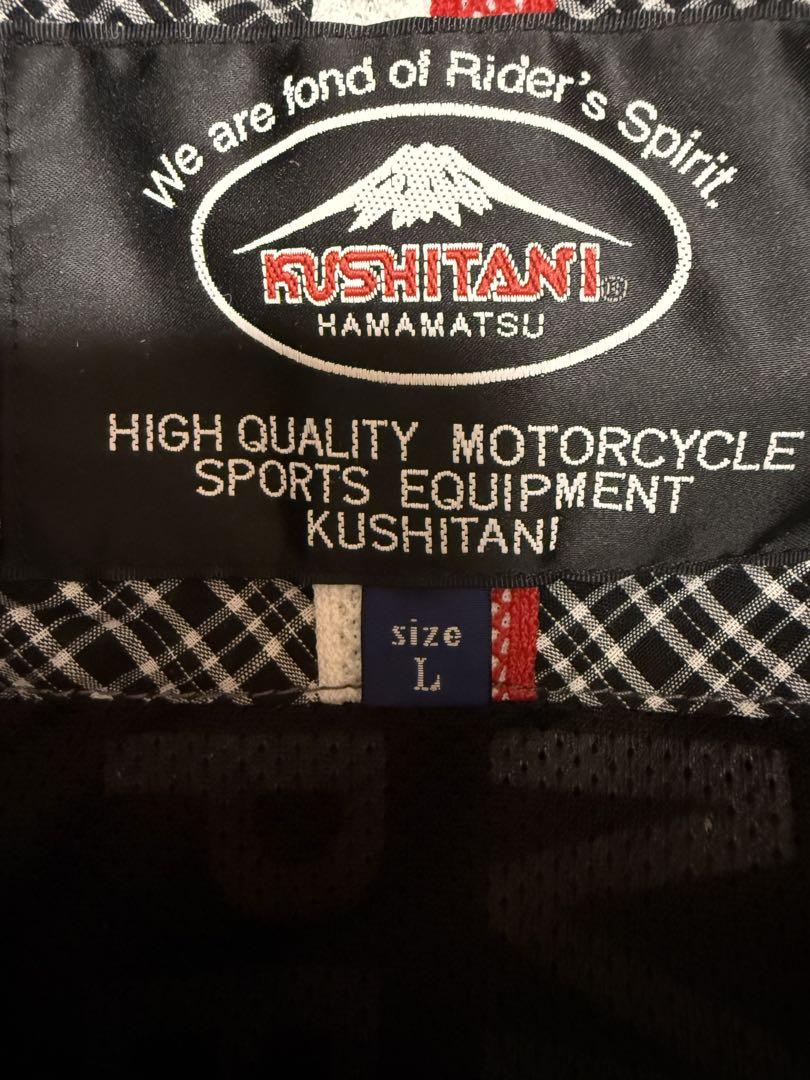 We are fond of Rider's Spirit.
KUSHITANI®
HAMAMATSU
HIGH QUALITY MOTORCYCLE
SPORTS EQUIPMENT
KUSHITANI
size
L